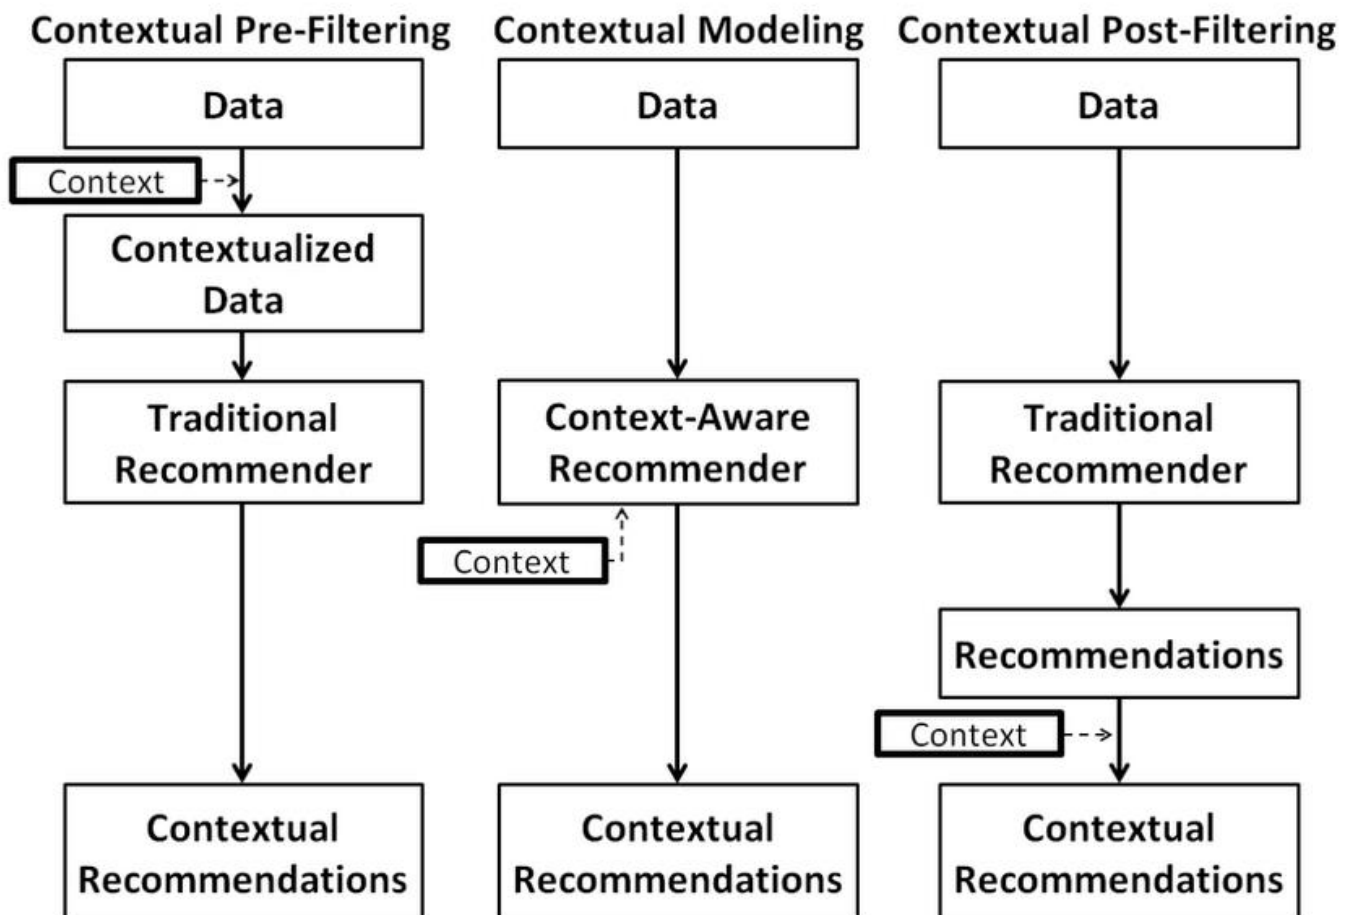 Contextual Pre-Filtering
Data
Context
Contextualized
Data
Traditional
Recommender
Contextual
Recommendations
Contextual Modeling
Data
Context-Aware
Recommender
Context
Contextual
Recommendations
Contextual Post-Filtering
Data
Traditional
Recommender
Recommendations
Context
Contextual
Recommendations